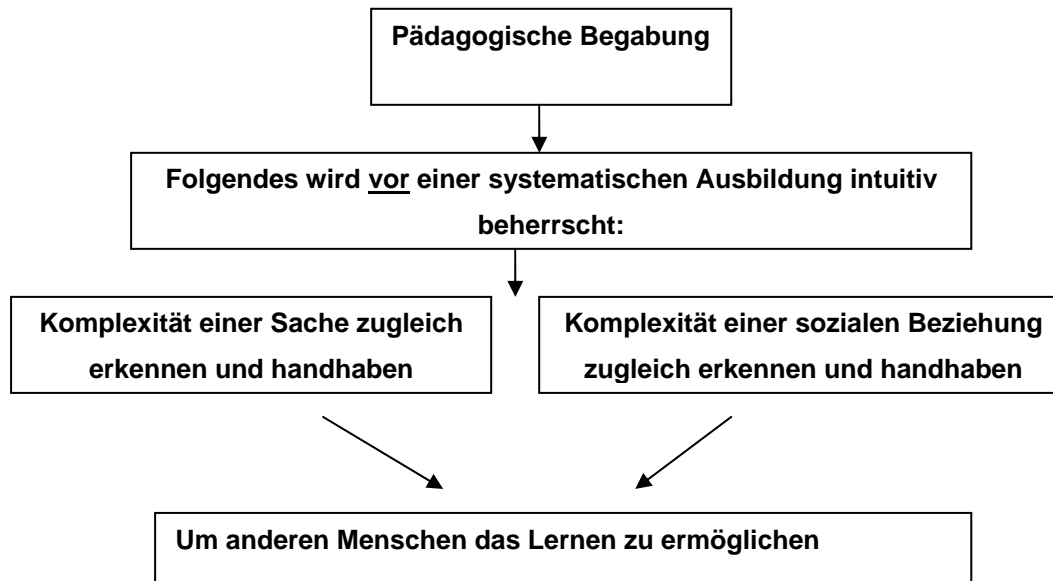 Pädagogische Begabung
Folgendes wird vor einer systematischen Ausbildung intuitiv
beherrscht:
Komplexität einer Sache zugleich
erkennen und handhaben
Komplexität einer sozialen Beziehung
zugleich erkennen und handhaben
Um anderen Menschen das Lernen zu ermöglichen